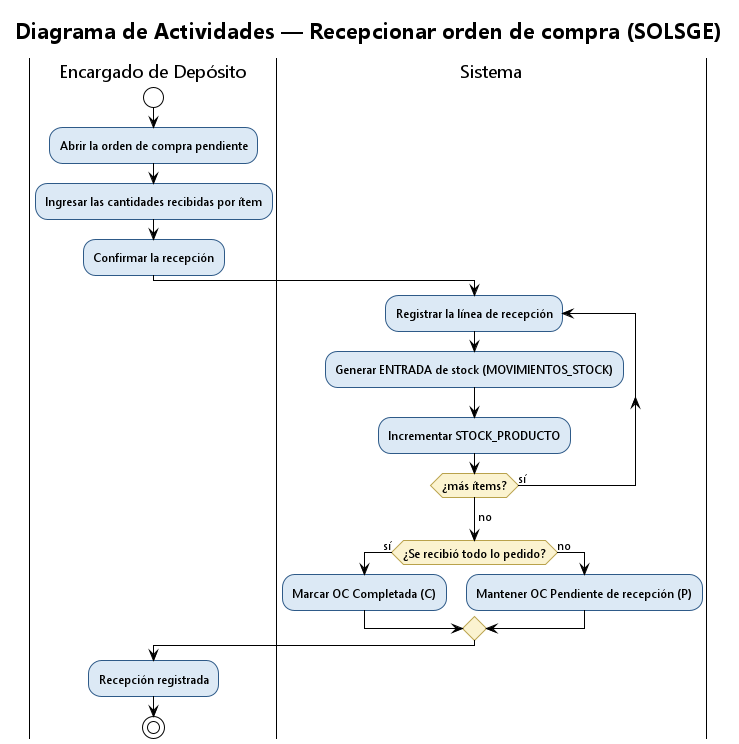 Diagrama de Actividades — Recepcionar orden de compra (SOLSGE)
Encargado de Depósito
Sistema
Abrir la orden de compra pendiente
Ingresar las cantidades recibidas por ítem
Confirmar la recepción
Registrar la línea de recepción
Generar ENTRADA de stock (MOVIMIENTOS_STOCK)
Incrementar STOCK_PRODUCTO
¿más ítems?
sí
no
¿Se recibió todo lo pedido?
sí
no
Marcar OC Completada (C)
Mantener OC Pendiente de recepción (P)
Recepción registrada